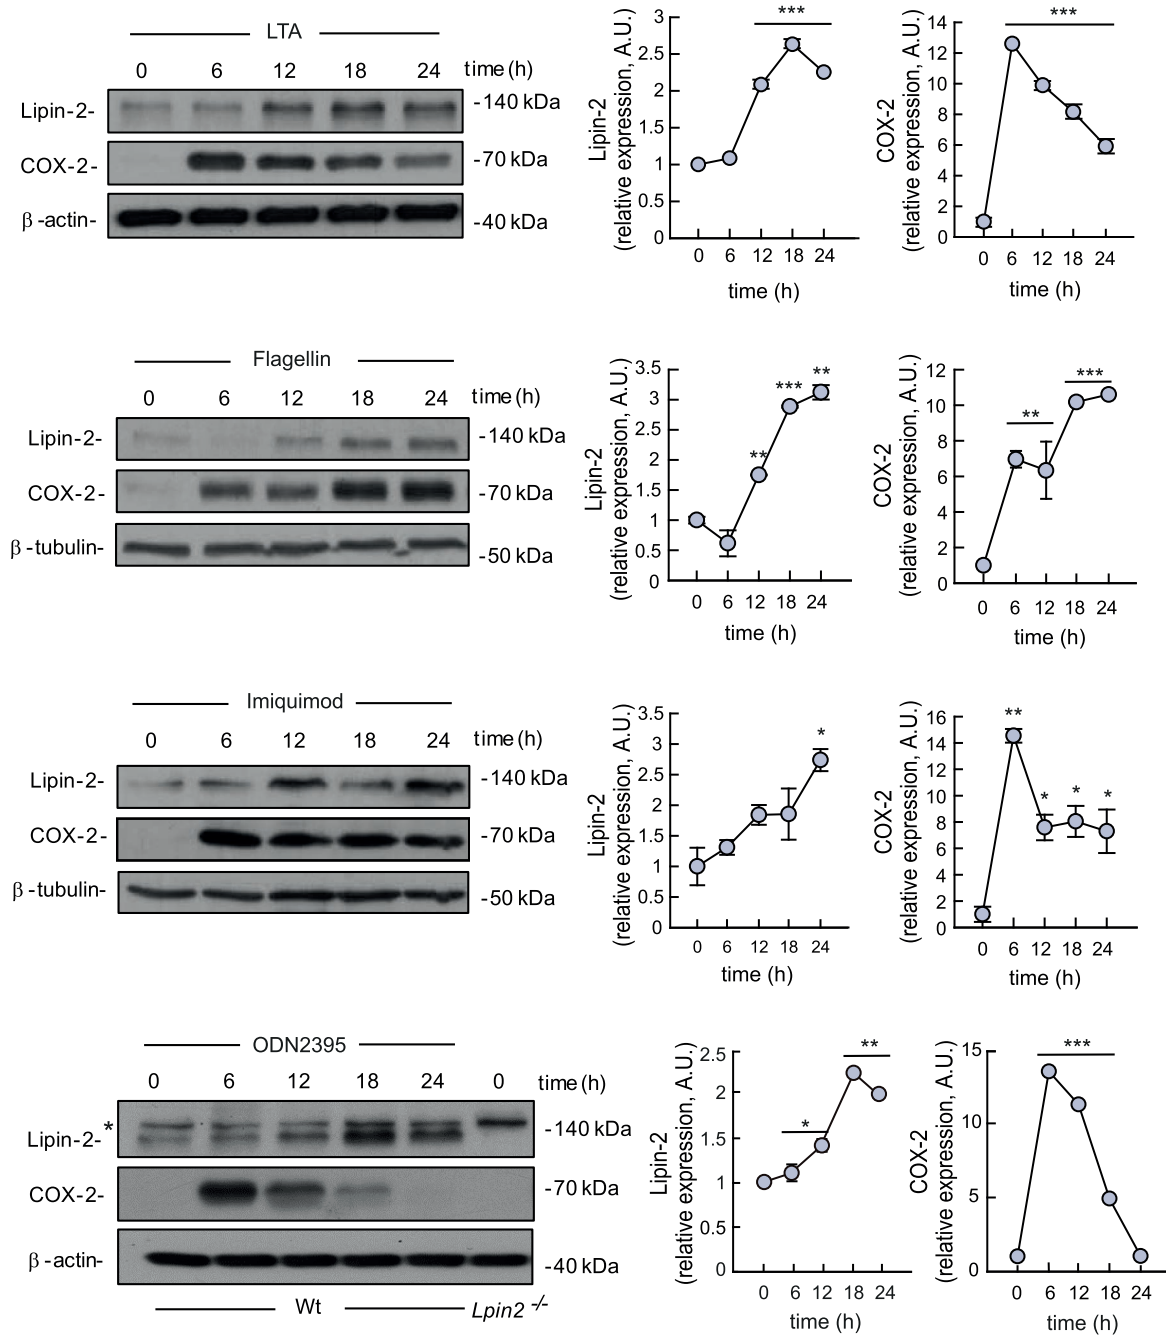 LTA
0 6 12 18 24 time (h)
Lipin-2- -140 kDa
COX-2- -70 kDa
β-actin- -40 kDa
Lipin-2
(relative expression, A.U.)
3
2.5
2
1.5
1
0.5
0
***
0 6 12 18 24
time (h)
COX-2
(relative expression, A.U.)
14
12
10
8
6
4
2
0
***
0 6 12 18 24
time (h)
Flagellin
0 6 12 18 24 time (h)
Lipin-2- -140 kDa
COX-2- -70 kDa
β-tubulin- -50 kDa
Lipin-2
(relative expression, A.U.)
3.5
3
2.5
2
1.5
1
0.5
0
** *** **
0 6 12 18 24
time (h)
COX-2
(relative expression, A.U.)
12
10
8
6
4
2
0
** ***
0 6 12 18 24
time (h)
Imiquimod
0 6 12 18 24 time (h)
Lipin-2- -140 kDa
COX-2- -70 kDa
β-tubulin- -50 kDa
Lipin-2
(relative expression, A.U.)
3.5
3
2.5
2
1.5
1
0.5
0
*
0 6 12 18 24
time (h)
COX-2
(relative expression, A.U.)
16
14
12
10
8
6
4
2
0
** * * *
0 6 12 18 24
time (h)
ODN2395
0 6 12 18 24 0 time (h)
Lipin-2-* -140 kDa
COX-2- -70 kDa
β-actin- -40 kDa
Wt Lpin2 -/-
Lipin-2
(relative expression, A.U.)
2.5
2
1.5
1
0.5
0
* **
0 6 12 18 24
time (h)
COX-2
(relative expression, A.U.)
15
10
5
0
***
0 6 12 18 24
time (h)